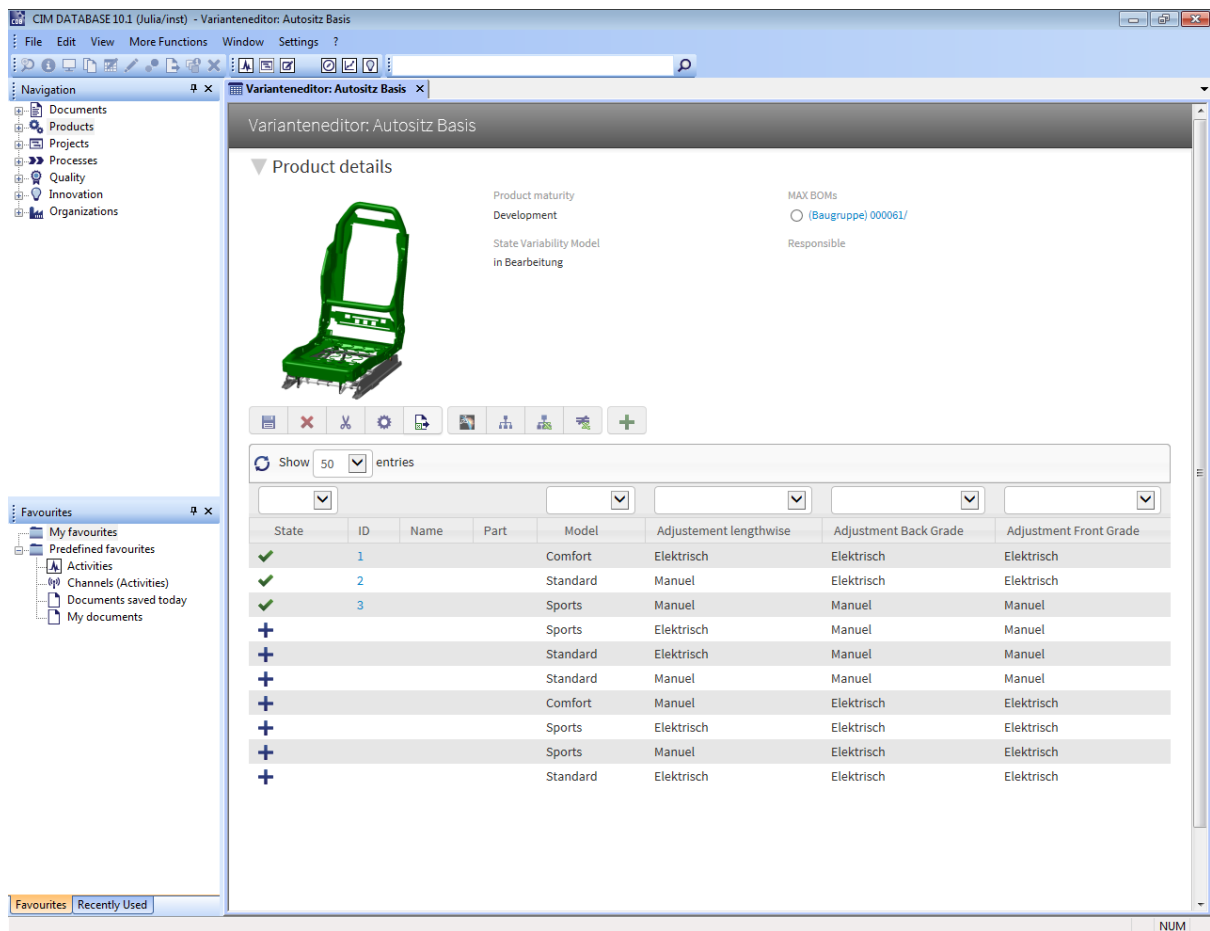 CIM DATABASE 10.1 (Julia/inst) - Varianteneditor: Autositz Basis
File Edit View More Functions Window Settings ?
Navigation
Documents
Products
Projects
Processes
Quality
Innovation
Organizations
Favourites
My favourites
Predefined favourites
Activities
Channels (Activities)
Documents saved today
My documents
Favourites Recently Used
Varianteneditor: Autositz Basis
Varianteneditor: Autositz Basis
Product details
Product maturity MAX BOMs
Development (Baugruppe) 000061/
State Variability Model Responsible
in Bearbeitung
Show 50 entries
State ID Name Part Model Adjustement lengthwise Adjustment Back Grade Adjustment Front Grade
1 Comfort Elektrisch Elektrisch Elektrisch
2 Standard Manuel Elektrisch Elektrisch
3 Sports Manuel Manuel Manuel
Sports Elektrisch Manuel Manuel
Standard Elektrisch Manuel Manuel
Standard Manuel Manuel Manuel
Comfort Manuel Elektrisch Elektrisch
Sports Elektrisch Elektrisch Elektrisch
Sports Manuel Elektrisch Elektrisch
Standard Elektrisch Elektrisch Elektrisch
NUM